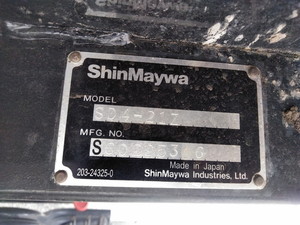 ShinMaywa
MODEL
MFG. NO.
S
Made in Japan
203-24325-0
ShinMaywa Industries, Ltd.